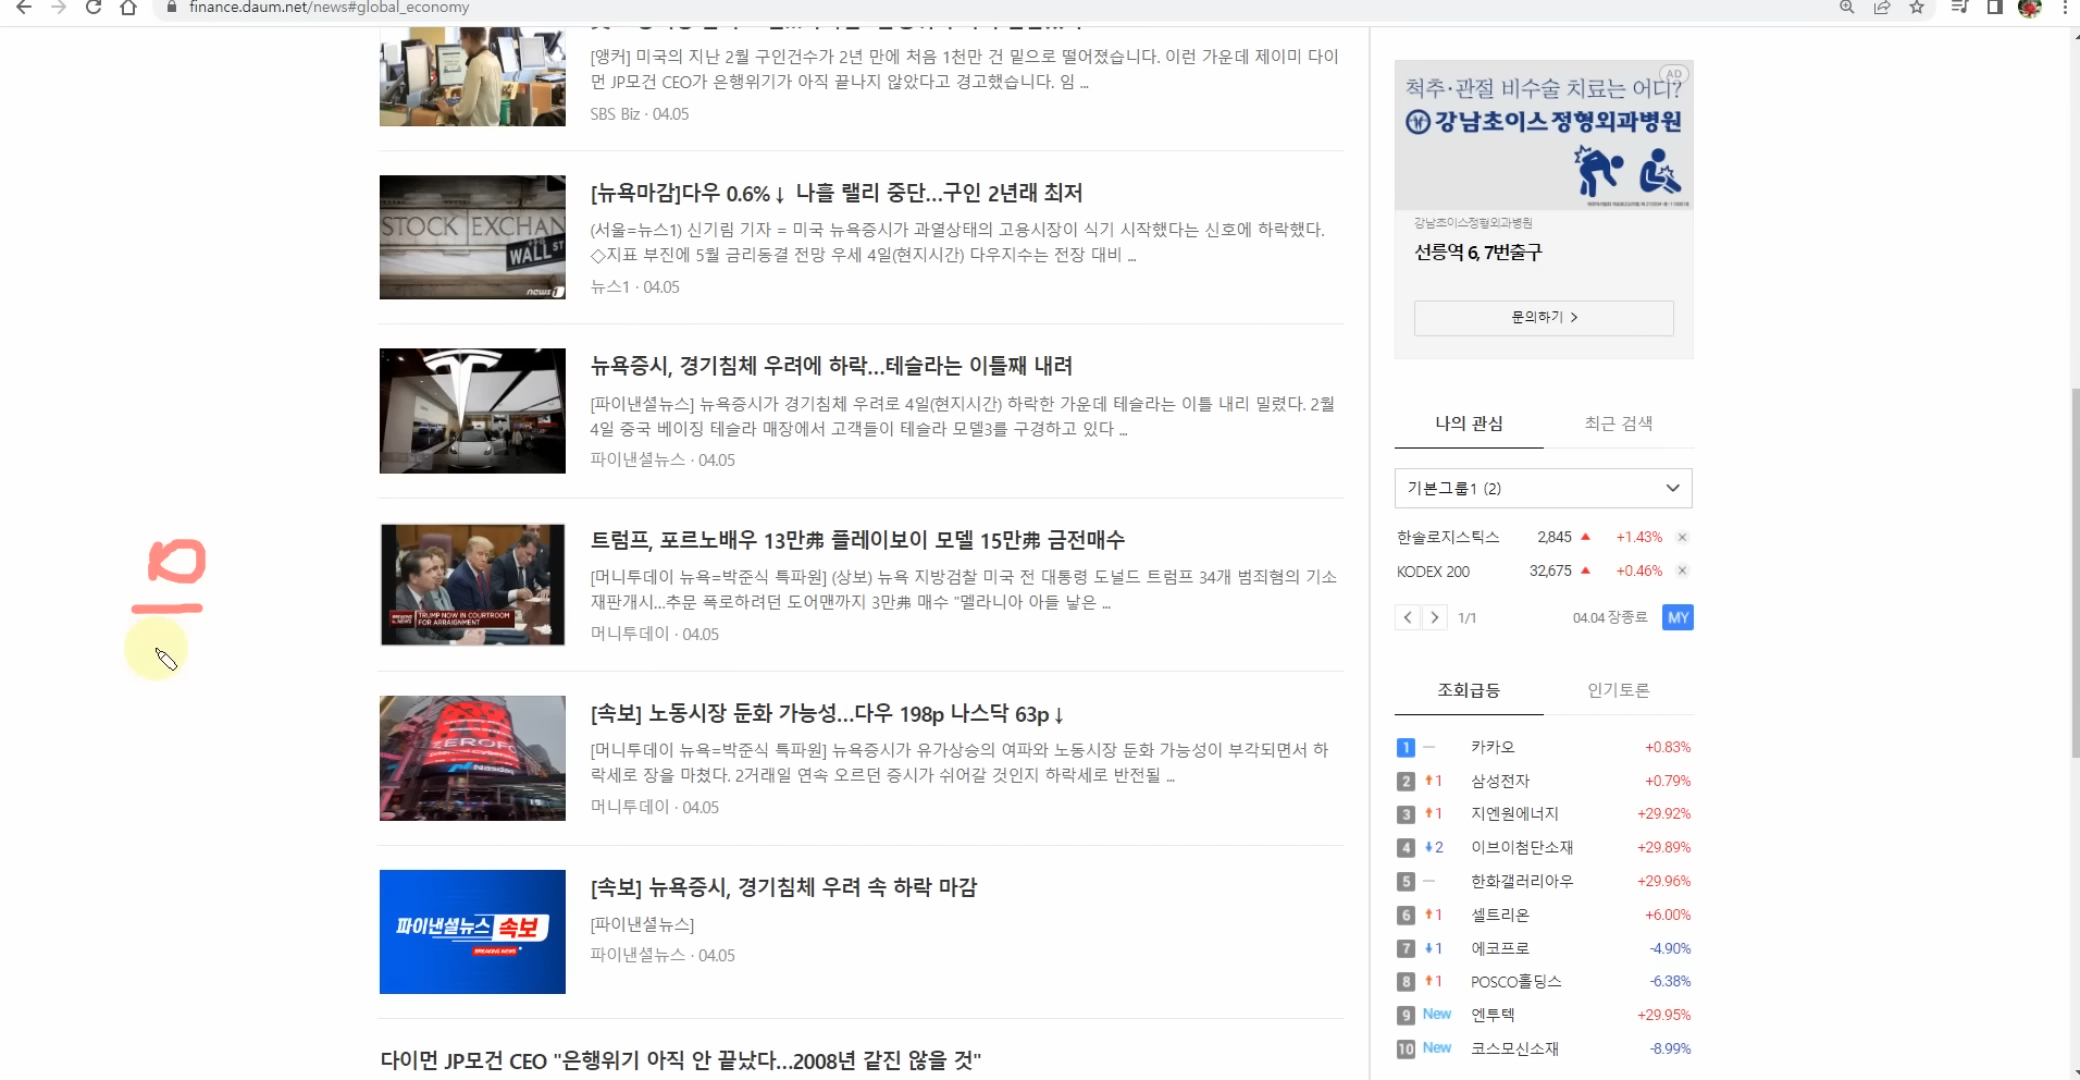 finance.daum.net/news#global_economy
[앵커] 미국의 지난 2월 구인건수가 2년 만에 처음 1천만 건 밑으로 떨어졌습니다. 이런 가운데 제이미 다이
먼 JP모건 CEO가 은행위기가 아직 끝나지 않았다고 경고했습니다. 임 ...
SBS Biz · 04.05
STOCK EXCHAN
WALL ST
news1
[뉴욕마감]다우 0.6%↓ 나흘 랠리 중단...구인 2년래 최저
(서울=뉴스1) 신기림 기자 = 미국 뉴욕증시가 과열상태의 고용시장이 식기 시작했다는 신호에 하락했다.
◇지표 부진에 5월 금리동결 전망 우세 4일(현지시간) 다우지수는 전장 대비 ...
뉴스1 · 04.05
뉴욕증시, 경기침체 우려에 하락...테슬라는 이틀째 내려
[파이낸셜뉴스] 뉴욕증시가 경기침체 우려로 4일(현지시간) 하락한 가운데 테슬라는 이틀 내리 밀렸다. 2월
4일 중국 베이징 테슬라 매장에서 고객들이 테슬라 모델3를 구경하고 있다 ...
파이낸셜뉴스 · 04.05
TRUMP NOW IN COURTROOM
FOR ARRAIGNMENT
트럼프, 포르노배우 13만弗 플레이보이 모델 15만弗 금전매수
[머니투데이 뉴욕=박준식 특파원] (상보) 뉴욕 지방검찰 미국 전 대통령 도널드 트럼프 34개 범죄혐의 기소
재판개시...추문 폭로하려던 도어맨까지 3만弗 매수 "멜라니아 아들 낳은 ...
머니투데이 · 04.05
ZEROFO
Nasdaq
[속보] 노동시장 둔화 가능성...다우 198p 나스닥 63p↓
[머니투데이 뉴욕=박준식 특파원] 뉴욕증시가 유가상승의 여파와 노동시장 둔화 가능성이 부각되면서 하
락세로 장을 마쳤다. 2거래일 연속 오르던 증시가 쉬어갈 것인지 하락세로 반전될 ...
머니투데이 · 04.05
파이낸셜뉴스 속보
BREAKING NEWS
[속보] 뉴욕증시, 경기침체 우려 속 하락 마감
[파이낸셜뉴스]
파이낸셜뉴스 · 04.05
다이먼 JP모건 CEO "은행위기 아직 안 끝났다...2008년 같진 않을 것"
AD
척추·관절 비수술 치료는 어디?
강남초이스정형외과병원
강남초이스정형외과병원
선릉역 6, 7번출구
문의하기 >
나의 관심 최근 검색
기본그룹1 (2)
한솔로지스틱스 2,845 ▲ +1.43% ×
KODEX 200 32,675 ▲ +0.46% ×
< > 1/1 04.04 장종료 MY
조회급등 인기토론
1 — 카카오 +0.83%
2 ↑1 삼성전자 +0.79%
3 ↑1 지엔원에너지 +29.92%
4 ↓2 이브이첨단소재 +29.89%
5 — 한화갤러리아우 +29.96%
6 ↑1 셀트리온 +6.00%
7 ↓1 에코프로 -4.90%
8 ↑1 POSCO홀딩스 -6.38%
9 New 엔투텍 +29.95%
10 New 코스모신소재 -8.99%